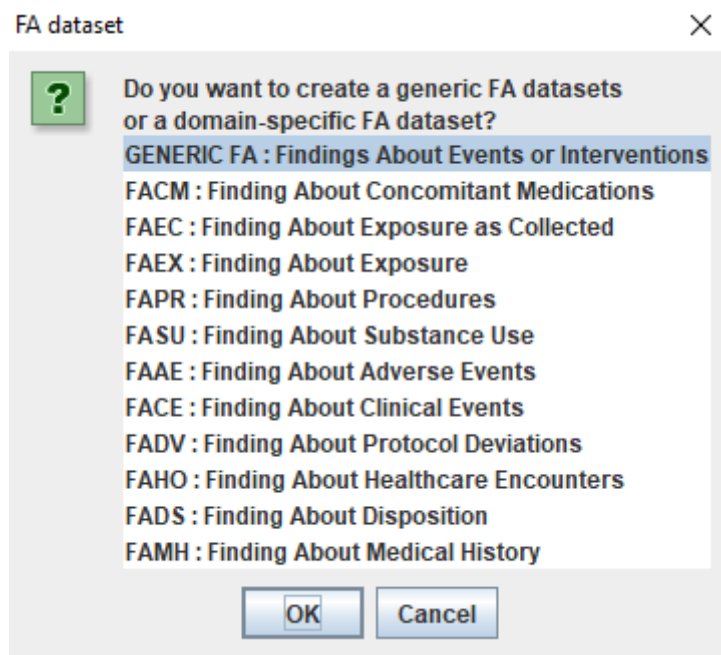 FA dataset
Do you want to create a generic FA datasets
or a domain-specific FA dataset?
GENERIC FA : Findings About Events or Interventions
FACM : Finding About Concomitant Medications
FAEC : Finding About Exposure as Collected
FAEX : Finding About Exposure
FAPR : Finding About Procedures
FASU : Finding About Substance Use
FAAE : Finding About Adverse Events
FACE : Finding About Clinical Events
FADV : Finding About Protocol Deviations
FAHO : Finding About Healthcare Encounters
FADS : Finding About Disposition
FAMH : Finding About Medical History
OK Cancel